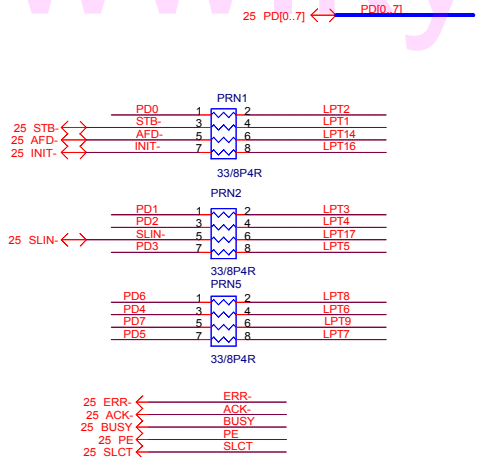 25 PD[0..7] PD[0..7]
PRN1
PD0 1 2 LPT2
25 STB- STB- 3 4 LPT1
25 AFD- AFD- 5 6 LPT14
25 INIT- INIT- 7 8 LPT16
33/8P4R
PRN2
PD1 1 2 LPT3
PD2 3 4 LPT4
25 SLIN- SLIN- 5 6 LPT17
PD3 7 8 LPT5
33/8P4R
PRN5
PD6 1 2 LPT8
PD4 3 4 LPT6
PD7 5 6 LPT9
PD5 7 8 LPT7
33/8P4R
25 ERR- ERR-
25 ACK- ACK-
25 BUSY BUSY
25 PE PE
25 SLCT SLCT